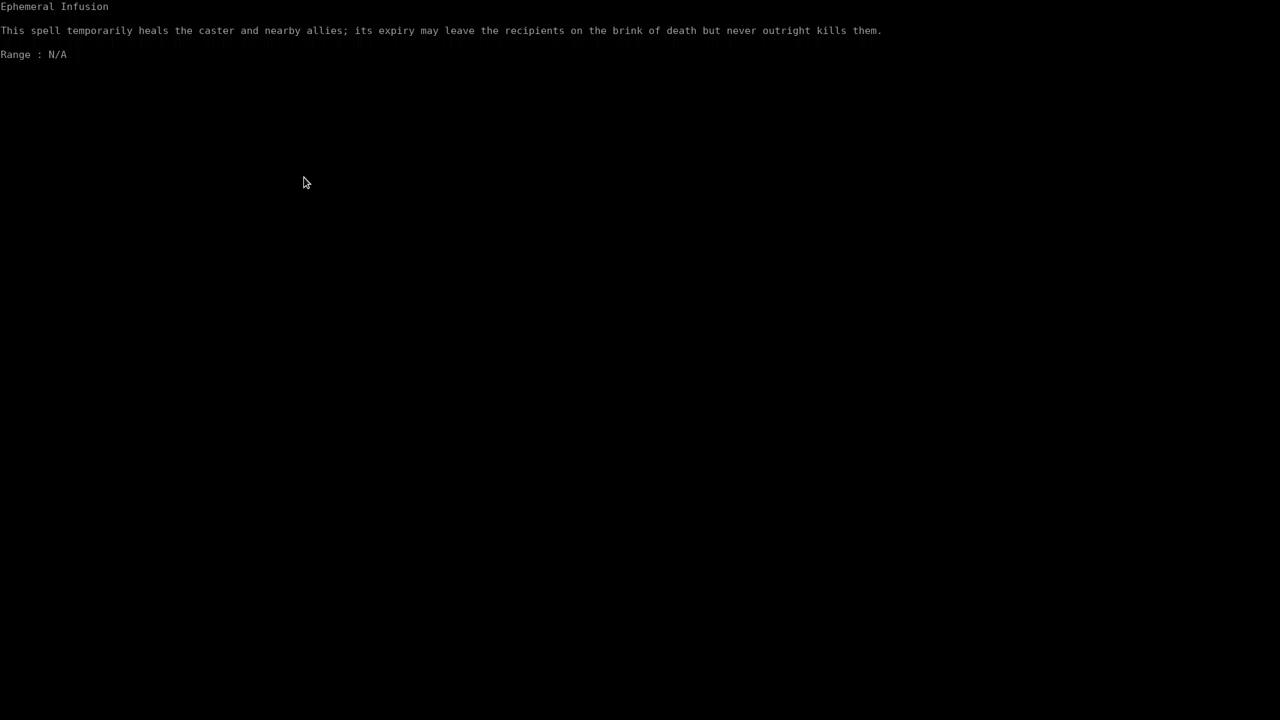 Ephemeral Infusion
This spell temporarily heals the caster and nearby allies; its expiry may leave the recipients on the brink of death but never outright kills them.
Range : N/A